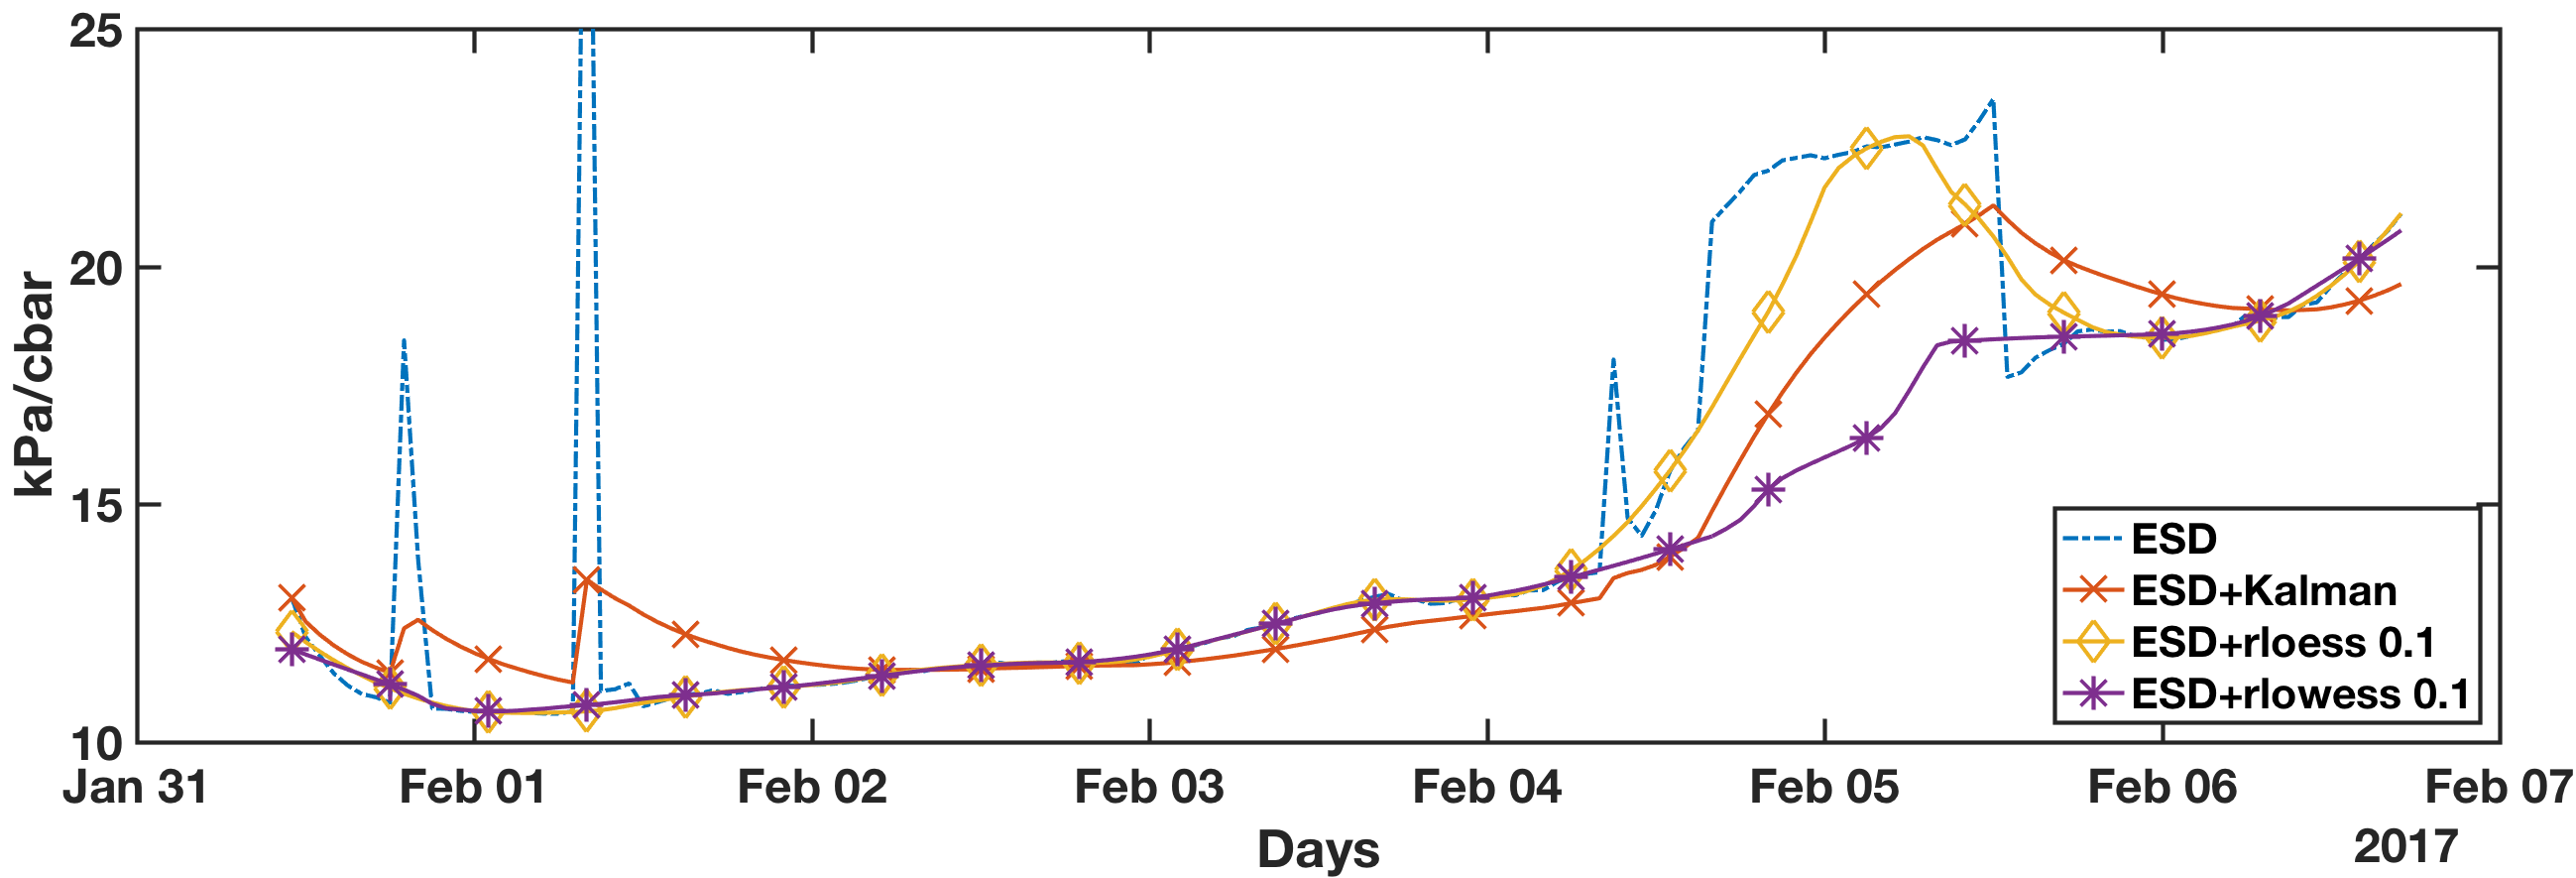 25
20
15
10
kPa/cbar
Jan 31 Feb 01 Feb 02 Feb 03 Feb 04 Feb 05 Feb 06 Feb 07
Days
2017
ESD
ESD+Kalman
ESD+rloess 0.1
ESD+rlowess 0.1